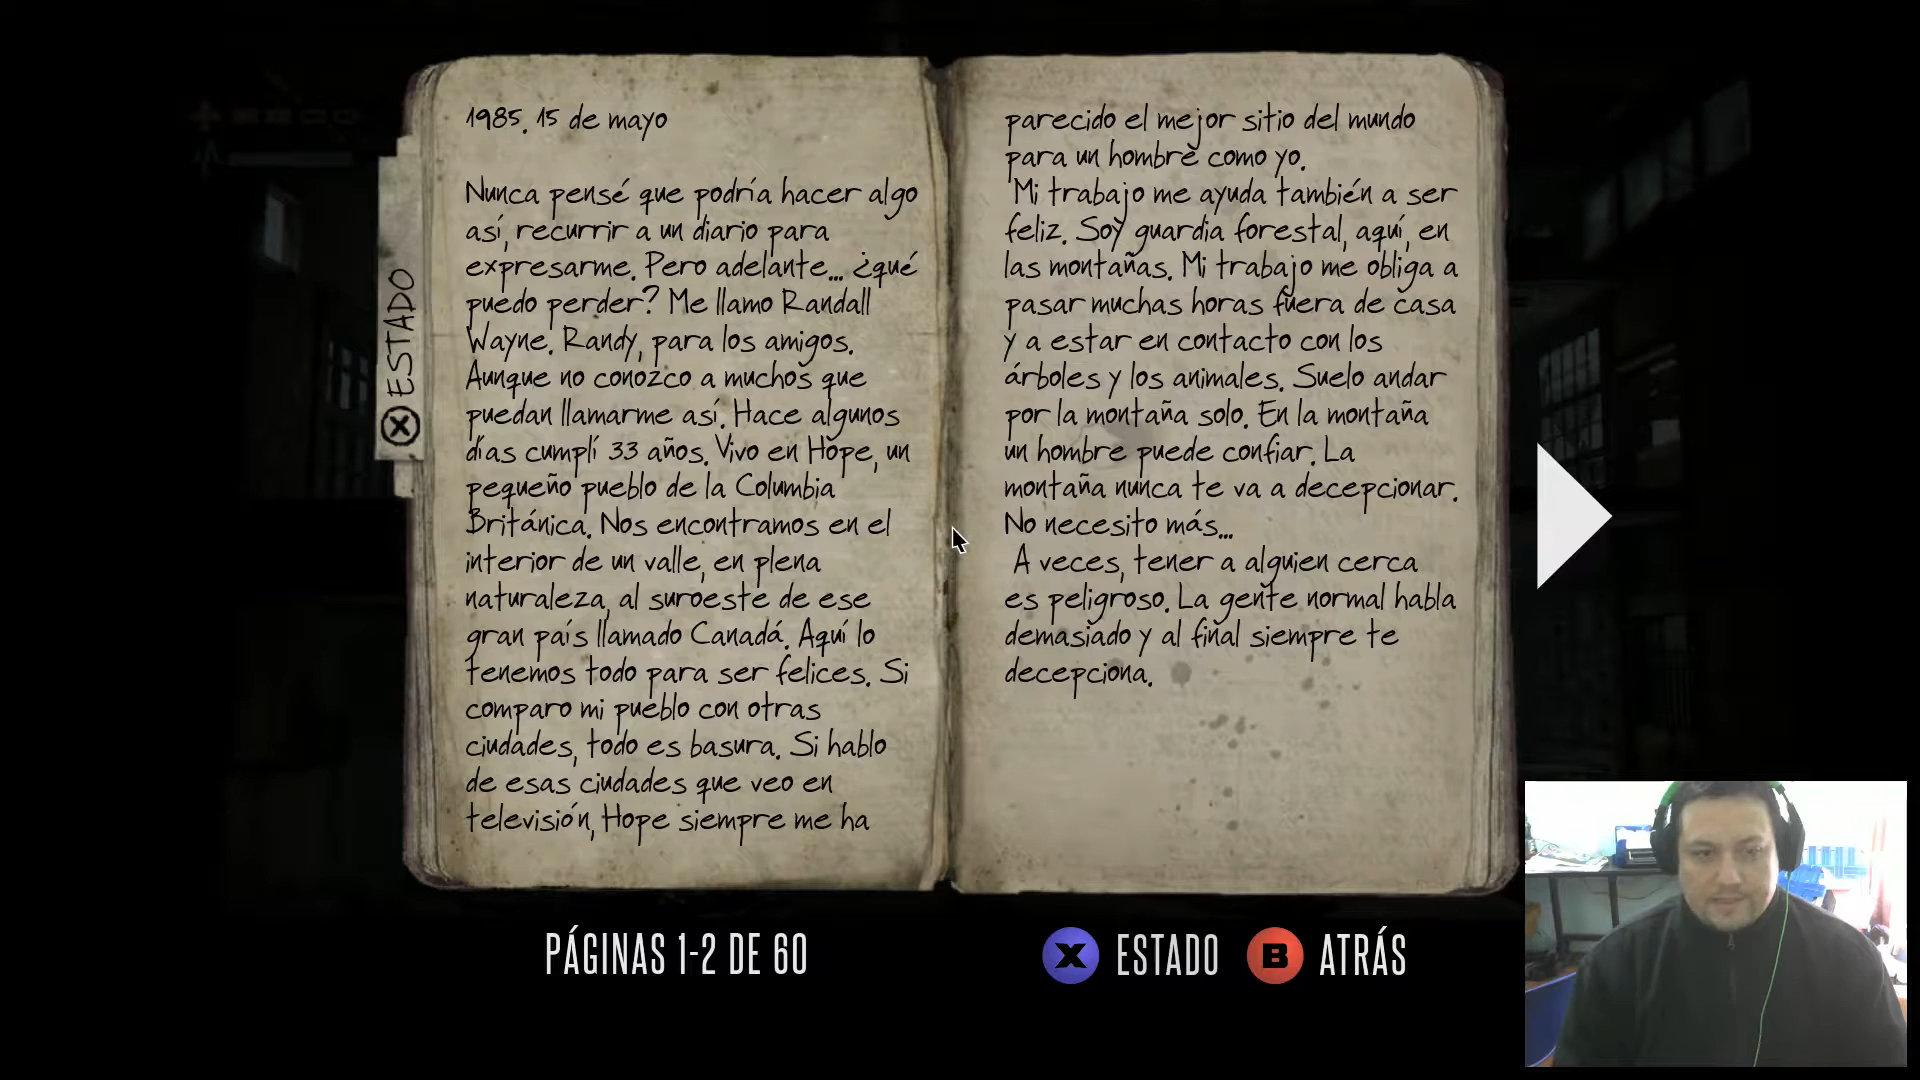 1985. 15 de mayo
Nunca pensé que podría hacer algo
así, recurrir a un diario para
expresarme. Pero adelante... ¿qué
puedo perder? Me llamo Randall
Wayne. Randy, para los amigos.
Aunque no conozco a muchos que
puedan llamarme así. Hace algunos
días cumplí 33 años. Vivo en Hope, un
pequeño pueblo de la Columbia
Británica. Nos encontramos en el
interior de un valle, en plena
naturaleza, al suroeste de ese
gran país llamado Canadá. Aquí lo
tenemos todo para ser felices. Si
comparo mi pueblo con otras
ciudades, todo es basura. Si hablo
de esas ciudades que veo en
televisión, Hope siempre me ha
parecido el mejor sitio del mundo
para un hombre como yo.
Mi trabajo me ayuda también a ser
feliz. Soy guardia forestal, aquí, en
las montañas. Mi trabajo me obliga a
pasar muchas horas fuera de casa
y a estar en contacto con los
árboles y los animales. Suelo andar
por la montaña solo. En la montaña
un hombre puede confiar. La
montaña nunca te va a decepcionar.
No necesito más...
A veces, tener a alguien cerca
es peligroso. La gente normal habla
demasiado y al final siempre te
decepciona.
X ESTADO
PÁGINAS 1-2 DE 60
X ESTADO B ATRÁS